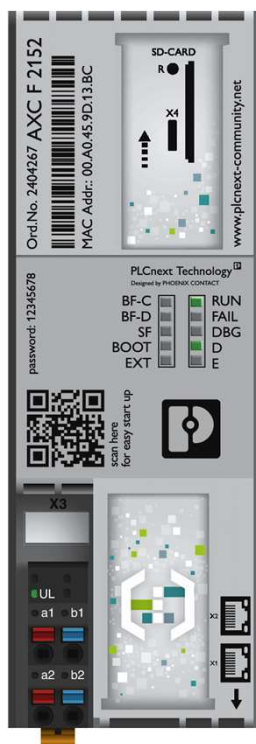 Ord.No. 2404267 AXC F 2152
MAC Addr.: 00.A0.45.9D.13.BC
SD-CARD
R
X4
www.plcnext-community.net
password: 12345678
PLCnext Technology P
Designed by PHOENIX CONTACT
BF-C RUN
BF-D FAIL
SF DBG
BOOT D
EXT E
scan here
for easy start up
X3
UL
a1 b1
a2 b2
X2
X1